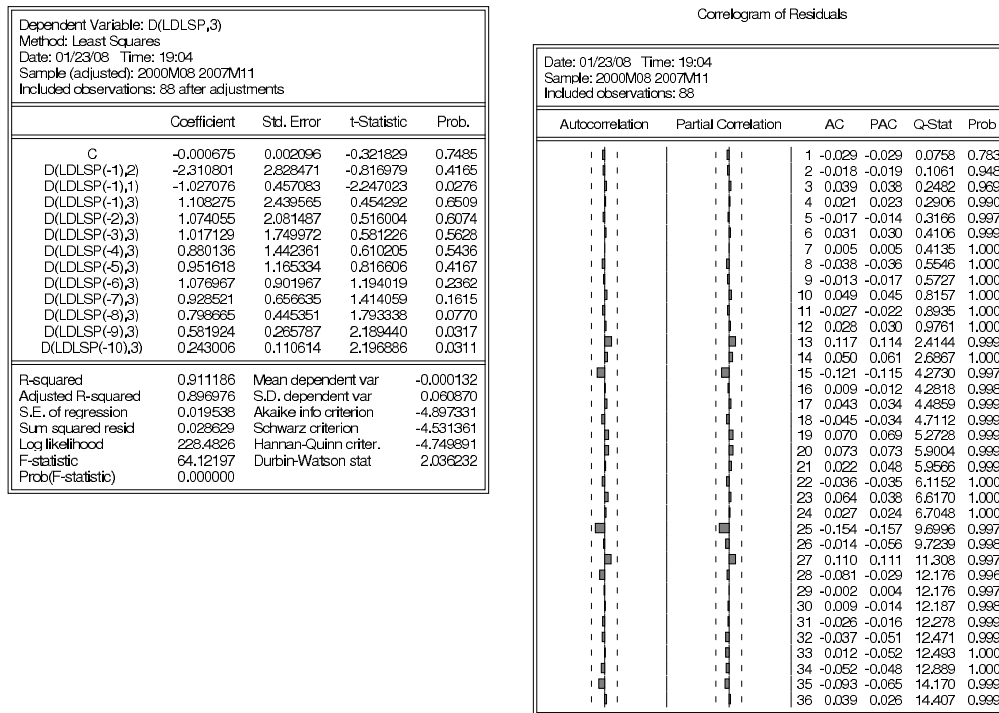 Dependent Variable: D(LDLSP,3)
Method: Least Squares
Date: 01/23/08 Time: 19:04
Sample (adjusted): 2000M08 2007M11
Included observations: 88 after adjustments
Coefficient Std. Error t-Statistic Prob.
C -0.000675 0.002096 -0.321829 0.7485
D(LDLSP(-1),2) -2.310801 2.828471 -0.816979 0.4165
D(LDLSP(-1),1) -1.027076 0.457083 -2.247023 0.0276
D(LDLSP(-1),3) 1.108275 2.439565 0.454292 0.6509
D(LDLSP(-2),3) 1.074055 2.081487 0.516004 0.6074
D(LDLSP(-3),3) 1.017129 1.749972 0.581226 0.5628
D(LDLSP(-4),3) 0.880136 1.442361 0.610205 0.5436
D(LDLSP(-5),3) 0.951618 1.165334 0.816606 0.4167
D(LDLSP(-6),3) 1.076967 0.901967 1.194019 0.2362
D(LDLSP(-7),3) 0.928521 0.656635 1.414059 0.1615
D(LDLSP(-8),3) 0.798665 0.445351 1.793338 0.0770
D(LDLSP(-9),3) 0.581924 0.265787 2.189440 0.0317
D(LDLSP(-10),3) 0.243006 0.110614 2.196886 0.0311
R-squared 0.911186 Mean dependent var -0.000132
Adjusted R-squared 0.896976 S.D. dependent var 0.060870
S.E. of regression 0.019538 Akaike info criterion -4.897331
Sum squared resid 0.028629 Schwarz criterion -4.531361
Log likelihood 228.4826 Hannan-Quinn criter. -4.749891
F-statistic 64.12197 Durbin-Watson stat 2.036232
Prob(F-statistic) 0.000000
Correlogram of Residuals
Date: 01/23/08 Time: 19:04
Sample: 2000M08 2007M11
Included observations: 88
Autocorrelation Partial Correlation AC PAC Q-Stat Prob
1 -0.029 -0.029 0.0758 0.783
2 -0.018 -0.019 0.1061 0.948
3 0.039 0.038 0.2482 0.969
4 0.021 0.023 0.2906 0.990
5 -0.017 -0.014 0.3166 0.997
6 0.031 0.030 0.4106 0.999
7 0.005 0.005 0.4135 1.000
8 -0.038 -0.036 0.5546 1.000
9 -0.013 -0.017 0.5727 1.000
10 0.049 0.045 0.8157 1.000
11 -0.027 -0.022 0.8935 1.000
12 0.028 0.030 0.9761 1.000
13 0.117 0.114 2.4144 0.999
14 0.050 0.061 2.6867 1.000
15 -0.121 -0.115 4.2730 0.997
16 0.009 -0.012 4.2818 0.998
17 0.043 0.034 4.4859 0.999
18 -0.045 -0.034 4.7112 0.999
19 0.070 0.069 5.2728 0.999
20 0.073 0.073 5.9004 0.999
21 0.022 0.048 5.9566 0.999
22 -0.036 -0.035 6.1152 1.000
23 0.064 0.038 6.6170 1.000
24 0.027 0.024 6.7048 1.000
25 -0.154 -0.157 9.6996 0.997
26 -0.014 -0.056 9.7239 0.998
27 0.110 0.111 11.308 0.997
28 -0.081 -0.029 12.176 0.996
29 -0.002 0.004 12.176 0.997
30 0.009 -0.014 12.187 0.998
31 -0.026 -0.016 12.278 0.999
32 -0.037 -0.051 12.471 0.999
33 0.012 -0.052 12.493 1.000
34 -0.052 -0.048 12.889 1.000
35 -0.093 -0.065 14.170 0.999
36 0.039 0.026 14.407 0.999